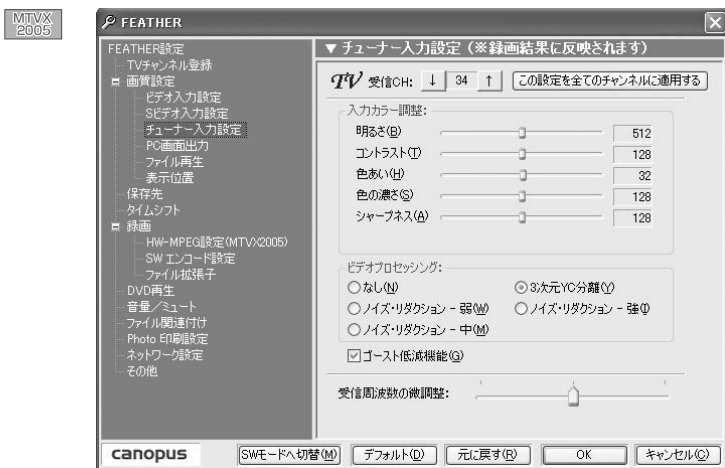 MTVX
2005
FEATHER
FEATHER設定
TVチャンネル登録
画質設定
ビデオ入力設定
Sビデオ入力設定
チューナー入力設定
PC画面出力
ファイル再生
表示位置
保存先
タイムシフト
録画
HW-MPEG設定(MTVX2005)
SW エンコード設定
ファイル拡張子
DVD再生
音量/ミュート
ファイル関連付け
Photo 印刷設定
ネットワーク設定
その他
▼ チューナー入力設定 (※録画結果に反映されます)
TV 受信CH: ↓ 34 ↑ この設定を全てのチャンネルに適用する
入力カラー調整:
明るさ(B) 512
コントラスト(T) 128
色あい(H) 32
色の濃さ(S) 128
シャープネス(A) 128
ビデオプロセッシング:
なし(N) 3次元YC分離(Y)
ノイズ・リダクション - 弱(W) ノイズ・リダクション - 強(I)
ノイズ・リダクション - 中(M)
ゴースト低減機能(G)
受信周波数の微調整:
canopus SWモードへ切替(M) デフォルト(D) 元に戻す(R) OK キャンセル(C)